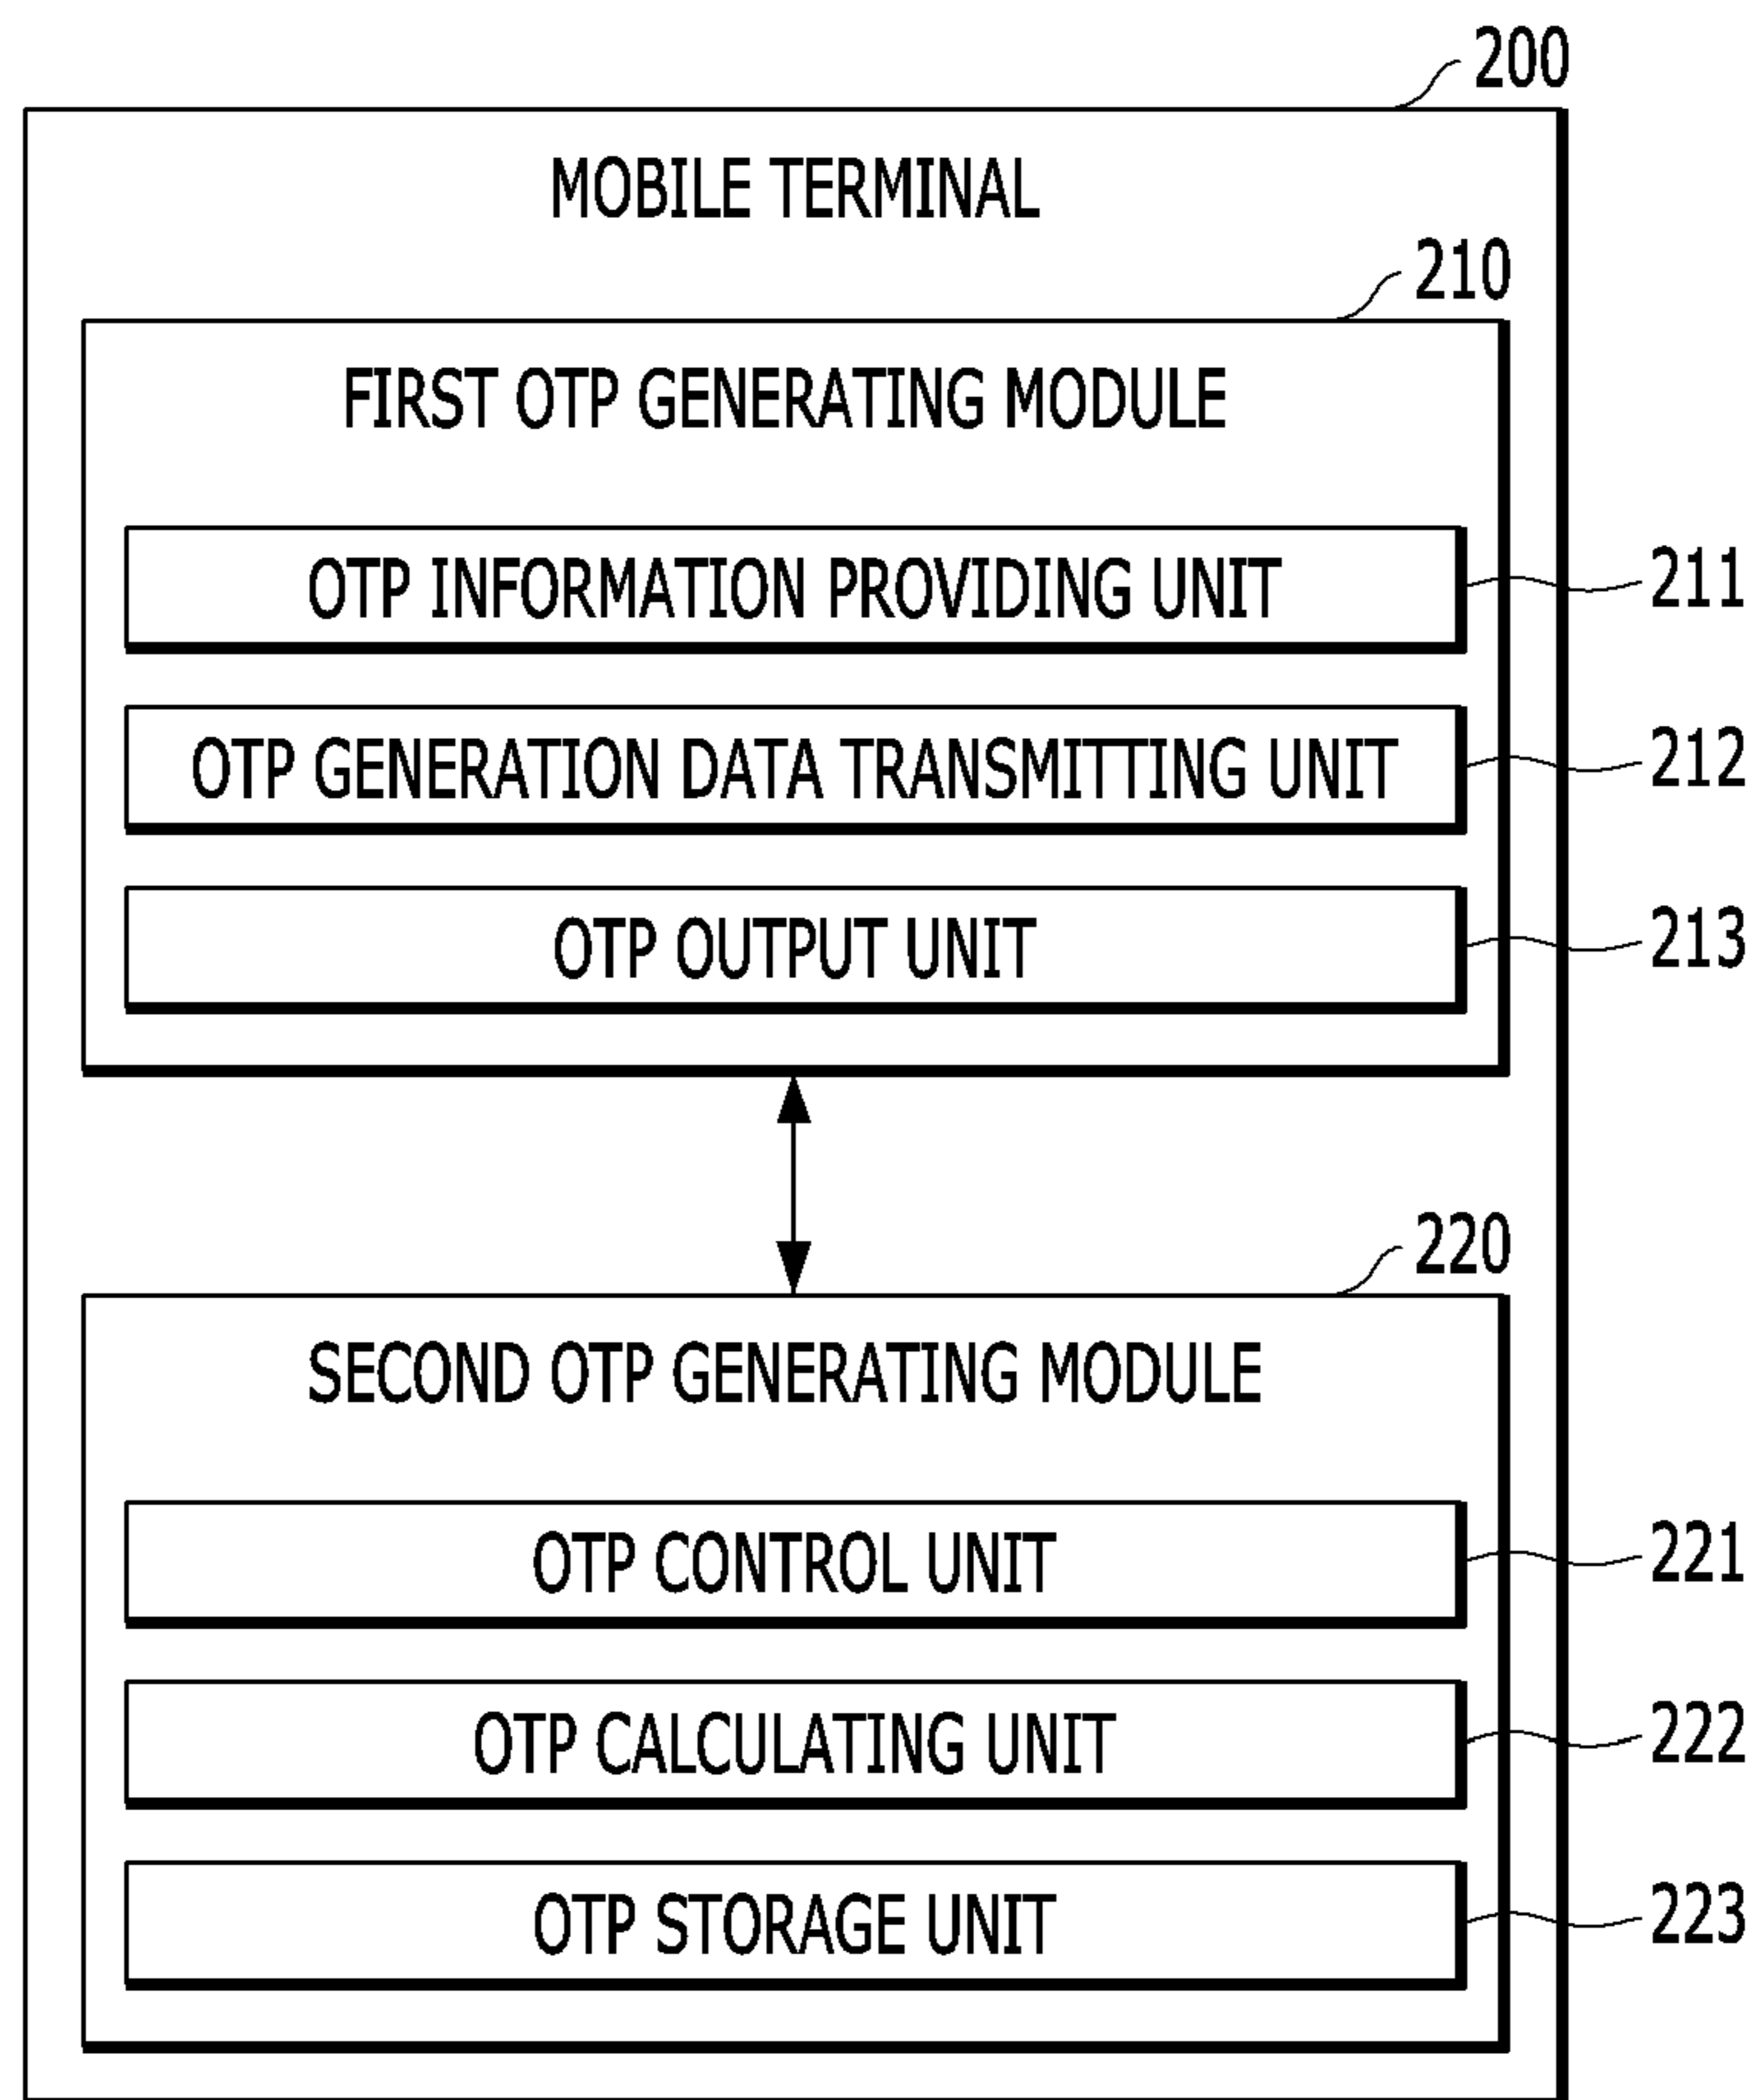 200
MOBILE TERMINAL
210
FIRST OTP GENERATING MODULE
OTP INFORMATION PROVIDING UNIT 211
OTP GENERATION DATA TRANSMITTING UNIT 212
OTP OUTPUT UNIT 213
220
SECOND OTP GENERATING MODULE
OTP CONTROL UNIT 221
OTP CALCULATING UNIT 222
OTP STORAGE UNIT 223